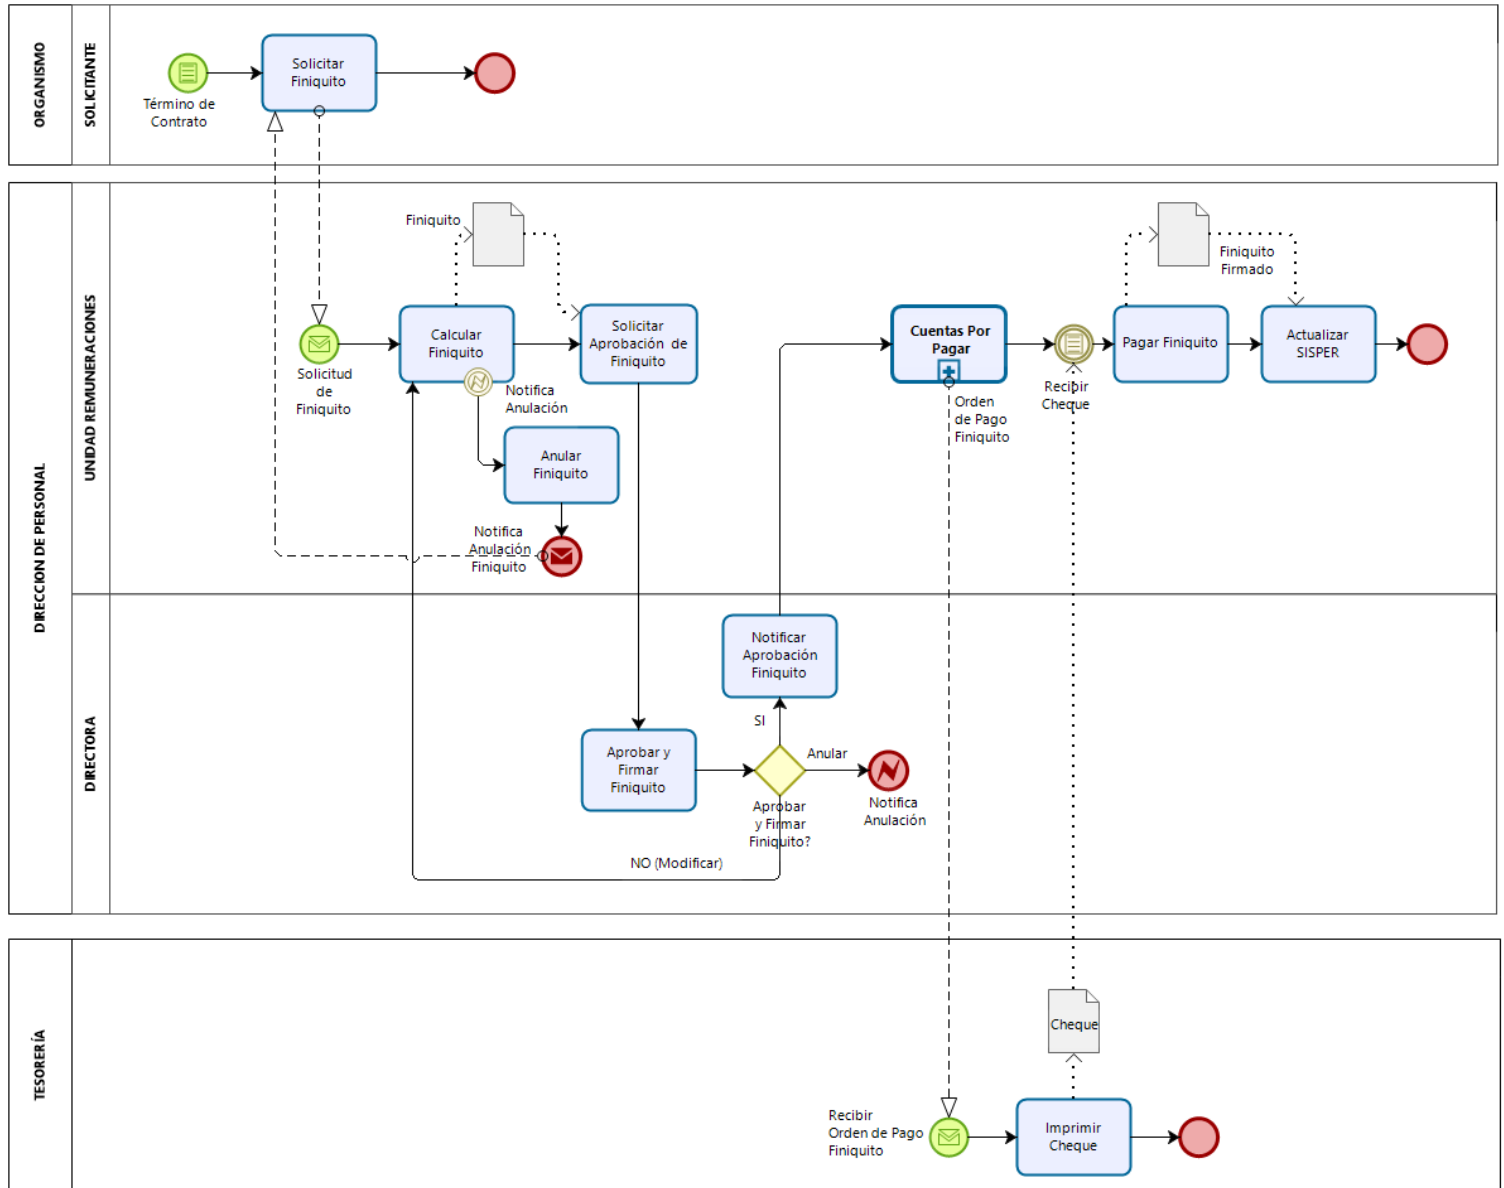 ORGANISMO
SOLICITANTE
Término de
Contrato
Solicitar
Finiquito
DIRECCION DE PERSONAL
UNIDAD REMUNERACIONES
Solicitud
de
Finiquito
Finiquito
Calcular
Finiquito
Notifica
Anulación
Anular
Finiquito
Notifica
Anulación
Finiquito
Solicitar
Aprobación de
Finiquito
Cuentas Por
Pagar
Orden
de Pago
Finiquito
Recibir
Cheque
Pagar Finiquito
Finiquito
Firmado
Actualizar
SISPER
DIRECTORA
Aprobar y
Firmar
Finiquito
Notificar
Aprobación
Finiquito
SI
Anular
Notifica
Anulación
Aprobar
y Firmar
Finiquito?
NO (Modificar)
TESORERÍA
Recibir
Orden de Pago
Finiquito
Imprimir
Cheque
Cheque